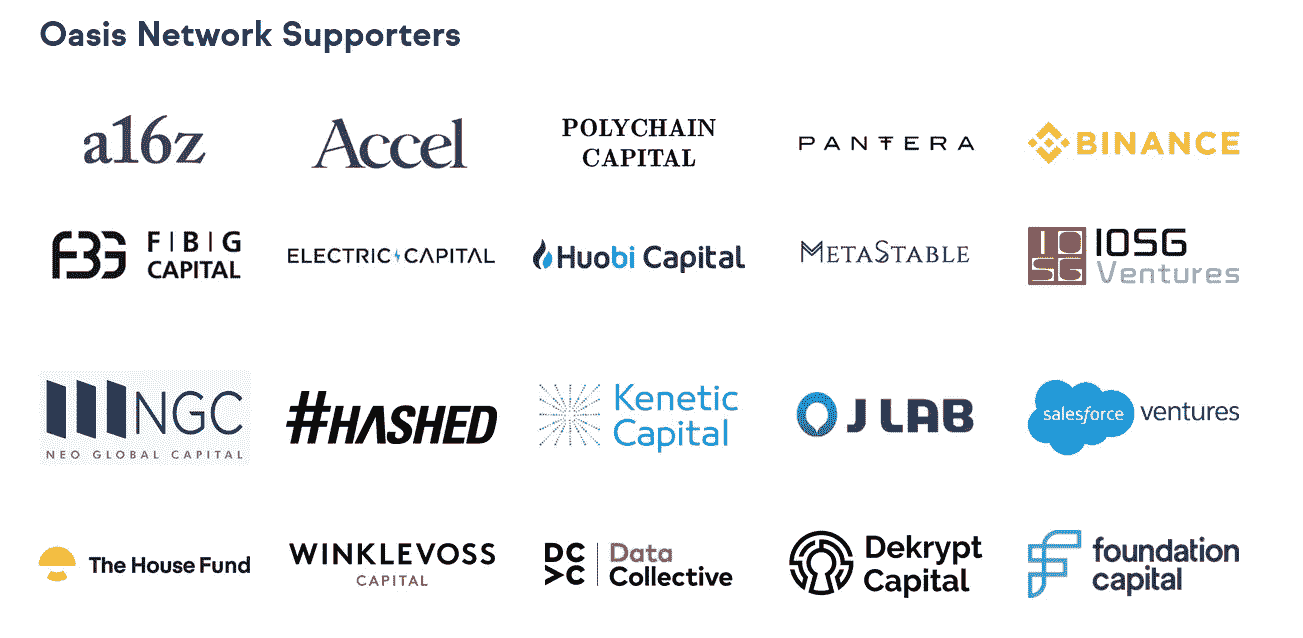 Oasis Network Supporters
a16z
Accel
POLYCHAIN
CAPITAL
PANTERA
BINANCE
FBG
F|B|G
CAPITAL
ELECTRIC CAPITAL
Huobi Capital
METASTABLE
IOSG
IOSG
Ventures
NGC
NEO GLOBAL CAPITAL
#HASHED
Kenetic
Capital
J LAB
salesforce ventures
The House Fund
WINKLEVOSS
CAPITAL
DC
VC
Data
Collective
Dekrypt
Capital
foundation
capital